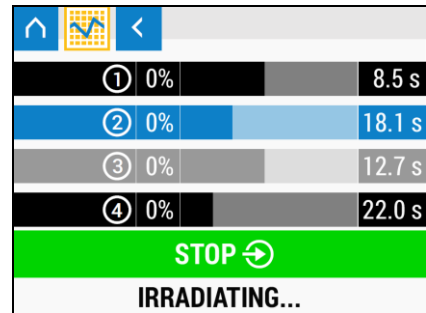 ① 0% 8.5 s
② 0% 18.1 s
③ 0% 12.7 s
④ 0% 22.0 s
STOP
IRRADIATING...